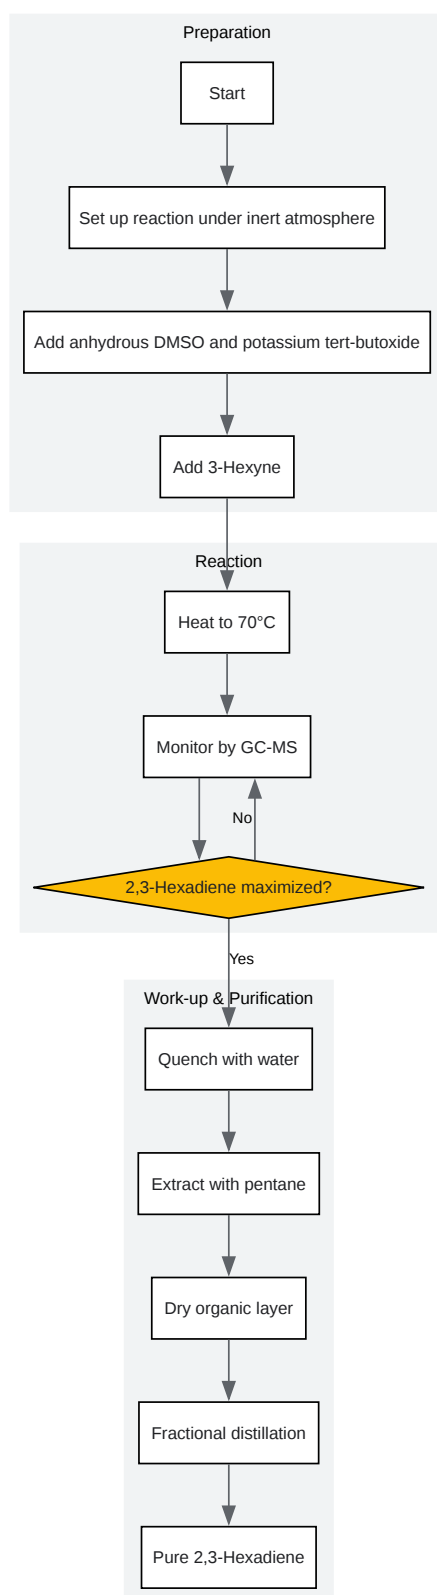 Preparation
Start
Set up reaction under inert atmosphere
Add anhydrous DMSO and potassium tert-butoxide
Add 3-Hexyne
Reaction
Heat to 70°C
Monitor by GC-MS
No
2,3-Hexadiene maximized?
Yes
Work-up & Purification
Quench with water
Extract with pentane
Dry organic layer
Fractional distillation
Pure 2,3-Hexadiene